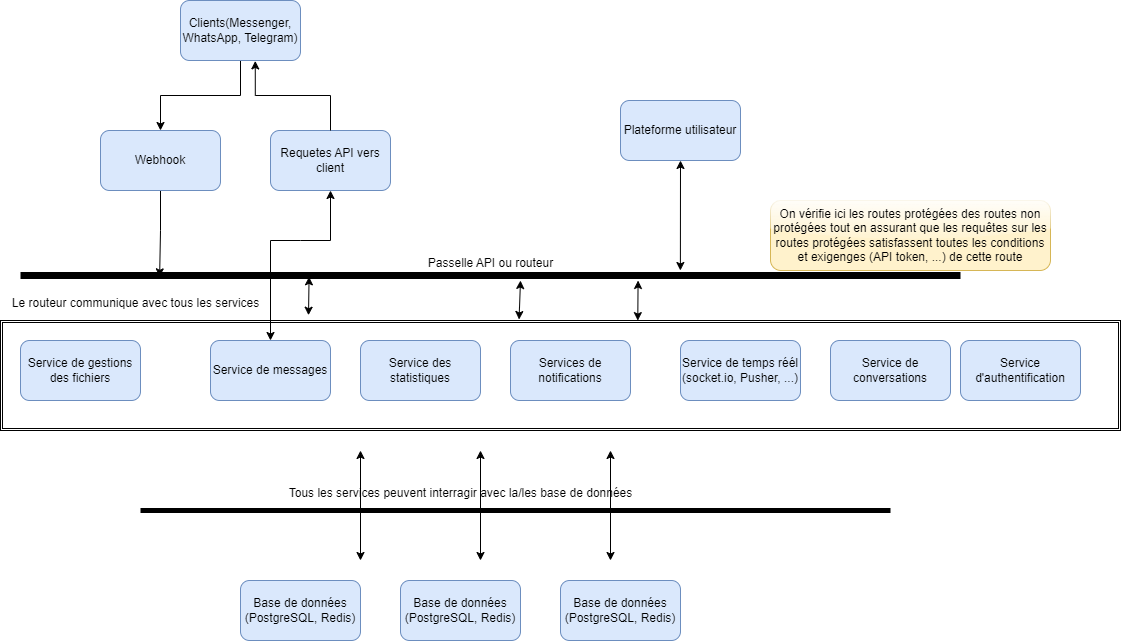 Clients(Messenger,
WhatsApp, Telegram)
Webhook
Requetes API vers
client
Plateforme utilisateur
On vérifie ici les routes protégées des routes non
protégées tout en assurant que les requêtes sur les
routes protégées satisfassent toutes les conditions
et exigenges (API token, ...) de cette route
Passelle API ou routeur
Le routeur communique avec tous les services
Service de gestions
des fichiers
Service de messages
Service des
statistiques
Services de
notifications
Service de temps réél
(socket.io, Pusher, ...)
Service de
conversations
Service
d'authentification
Tous les services peuvent interragir avec la/les base de données
Base de données
(PostgreSQL, Redis)
Base de données
(PostgreSQL, Redis)
Base de données
(PostgreSQL, Redis)